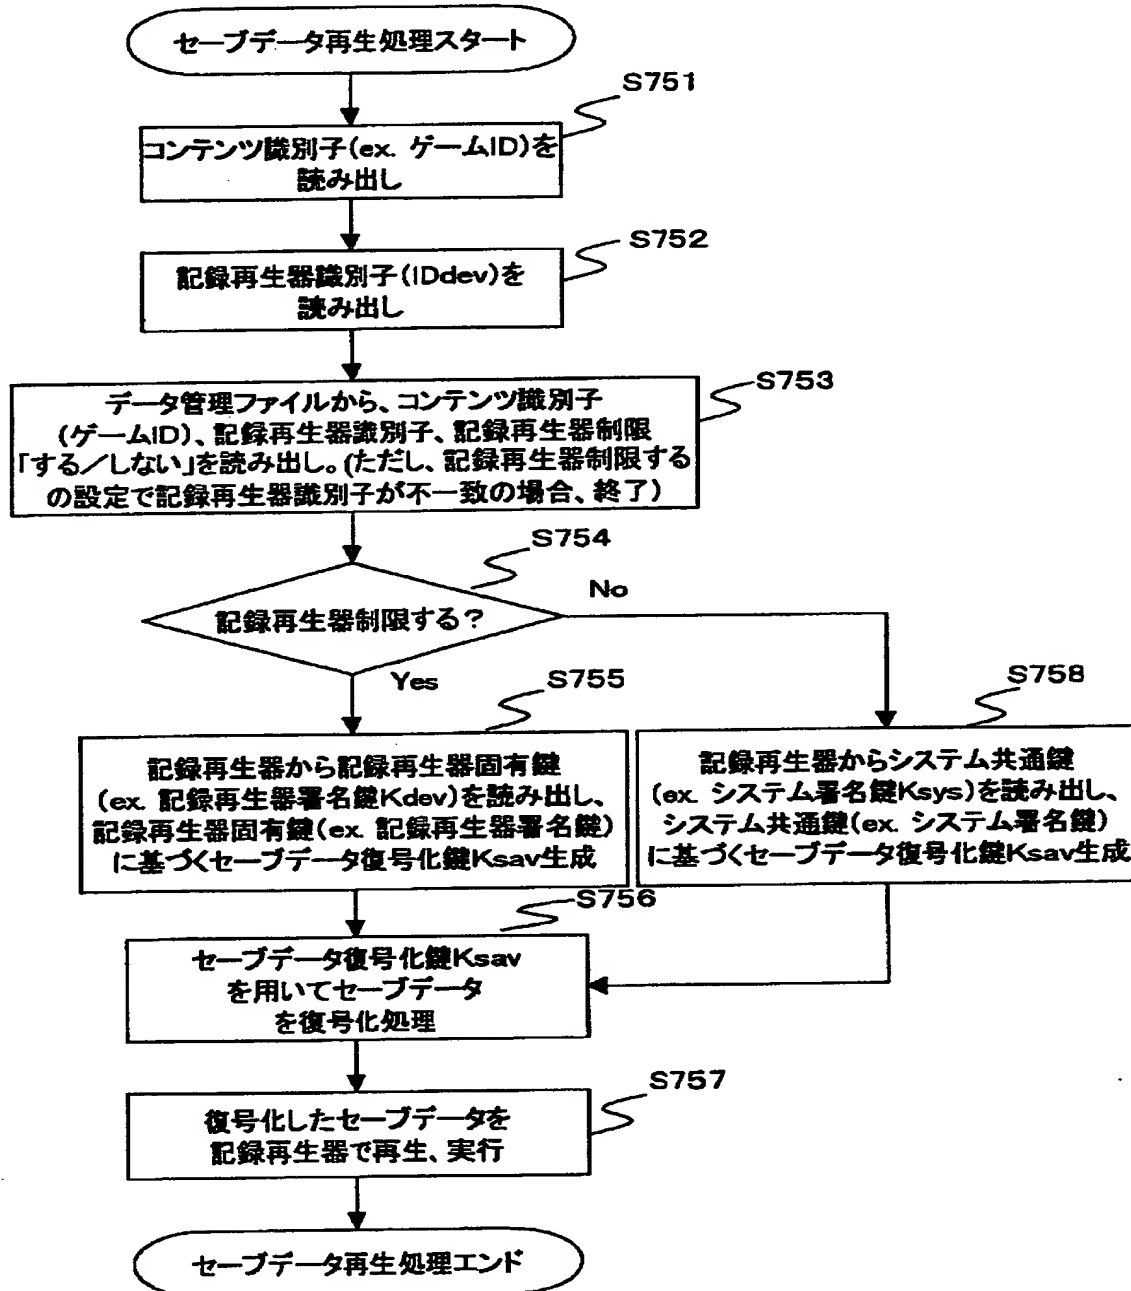 セーブデータ再生処理スタート
S751
コンテンツ識別子(ex. ゲームID)を
読み出し
S752
記録再生器識別子(IDdev)を
読み出し
S753
データ管理ファイルから、コンテンツ識別子
(ゲームID)、記録再生器識別子、記録再生器制限
「する／しない」を読み出し。(ただし、記録再生器制限する
の設定で記録再生器識別子が不一致の場合、終了)
S754
記録再生器制限する？
No
Yes
S755
記録再生器から記録再生器固有鍵
(ex. 記録再生器署名鍵Kdev)を読み出し、
記録再生器固有鍵(ex. 記録再生器署名鍵)
に基づくセーブデータ復号化鍵Ksav生成
S758
記録再生器からシステム共通鍵
(ex. システム署名鍵Ksys)を読み出し、
システム共通鍵(ex. システム署名鍵)
に基づくセーブデータ復号化鍵Ksav生成
S756
セーブデータ復号化鍵Ksav
を用いてセーブデータ
を復号化処理
S757
復号化したセーブデータを
記録再生器で再生、実行
セーブデータ再生処理エンド